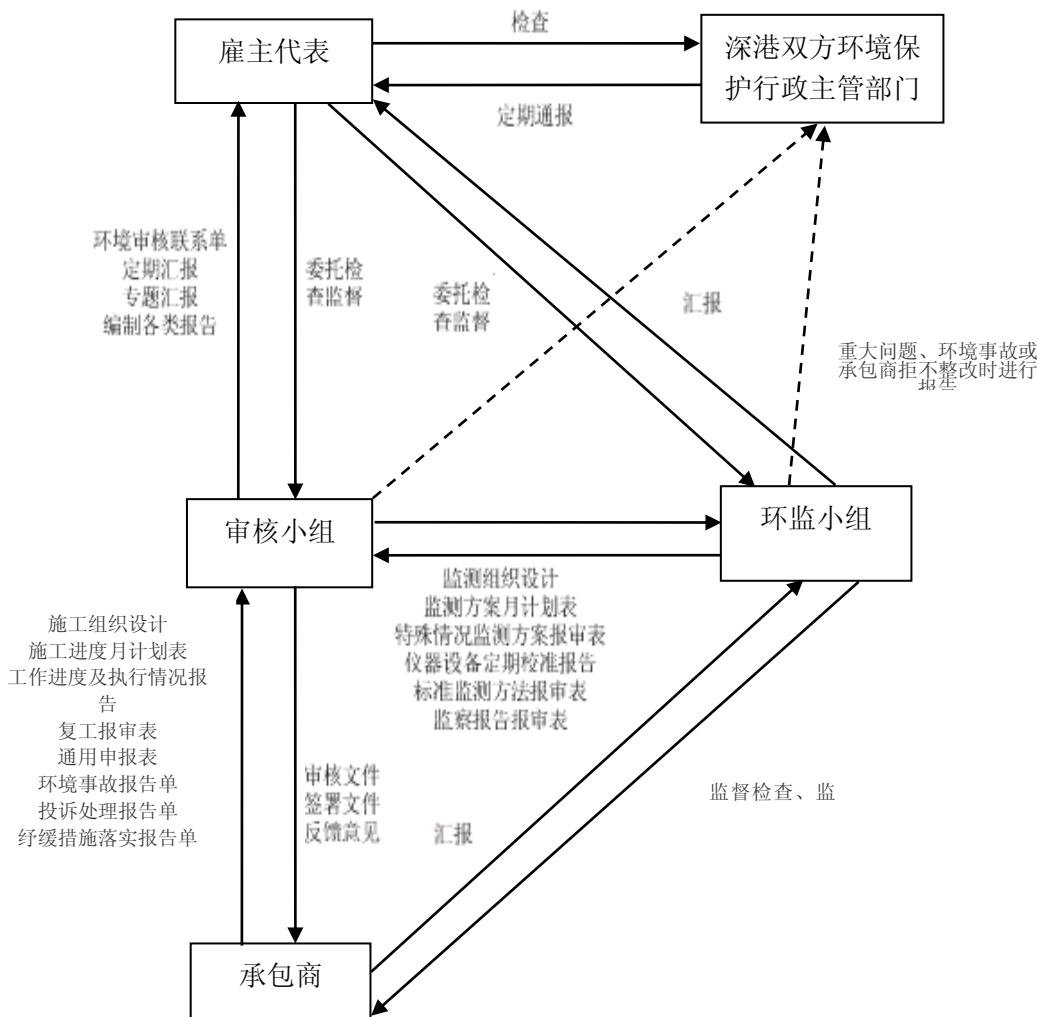 检查
雇主代表
深港双方环境保
护行政主管部门
定期通报
环境审核联系单
定期汇报
专题汇报
编制各类报告
委托检
查监督
委托检
查监督
汇报
重大问题、环境事故或
承包商拒不整改时进行
报告
审核小组
环监小组
监测组织设计
监测方案月计划表
特殊情况监测方案报审表
仪器设备定期校准报告
标准监测方法报审表
监察报告报审表
施工组织设计
施工进度月计划表
工作进度及执行情况报
告
复工报审表
通用申报表
环境事故报告单
投诉处理报告单
纾缓措施落实报告单
审核文件
签署文件
反馈意见
汇报
监督检查、监
承包商